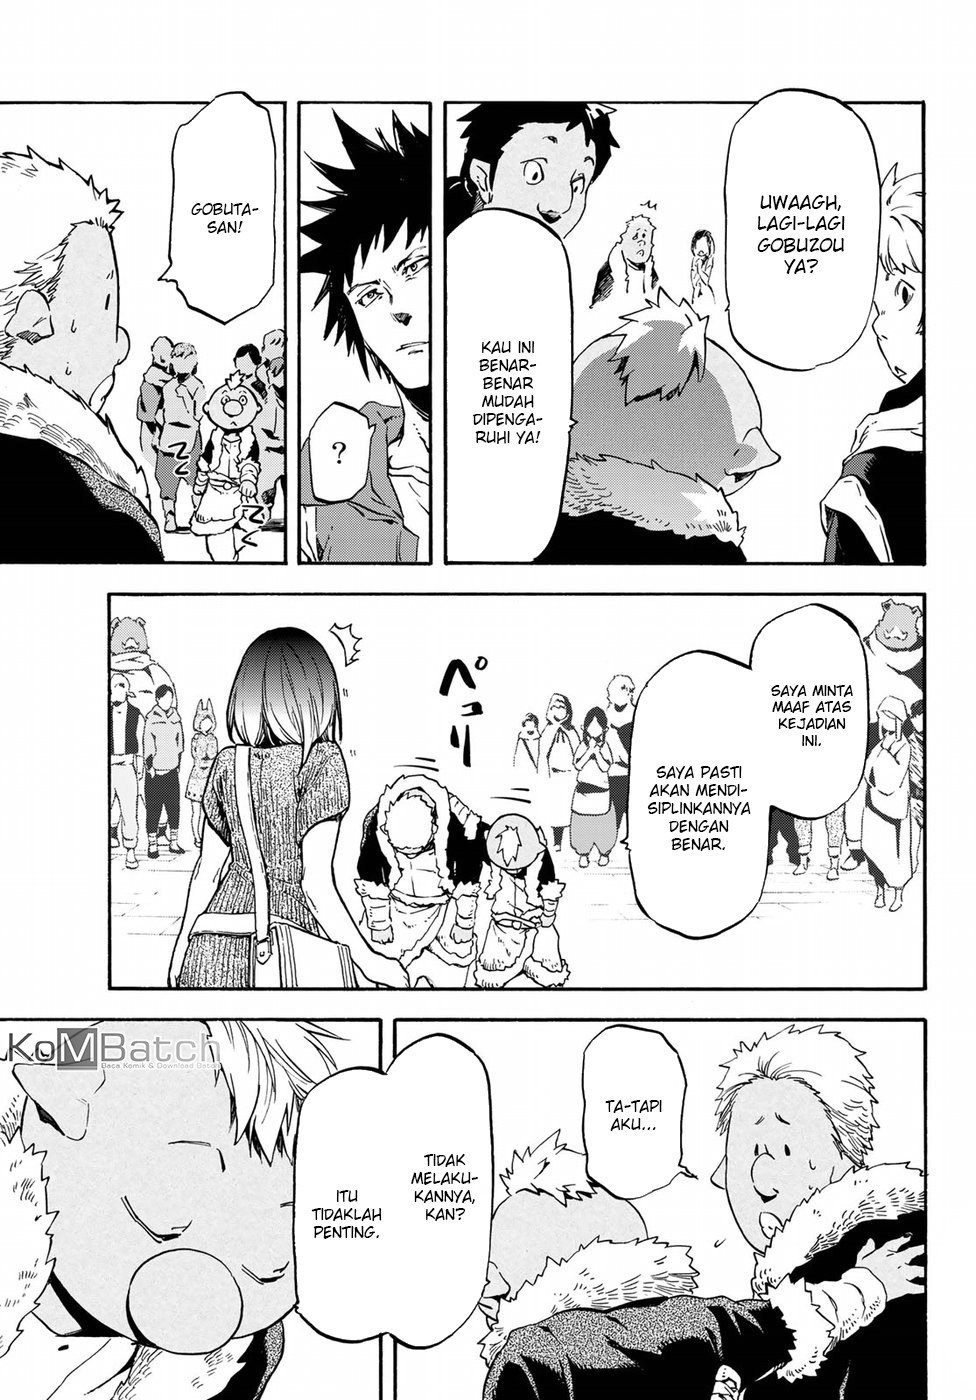 UWAAGH,
LAGI-LAGI
GOBUZOU
YA?
KAU INI
BENAR-
BENAR
MUDAH
DIPENGA-
RUHI YA!
?
GOBUTA-
SAN!
SAYA MINTA
MAAF ATAS
KEJADIAN
INI.
SAYA PASTI
AKAN MENDI-
SIPLINKANNYA
DENGAN
BENAR.
ペコリ
TA-TAPI
AKU...
TIDAK
MELAKU-
KANNYA,
KAN?
ITU
TIDAKLAH
PENTING.
KoMBatch
Baca Komik & Download Batch